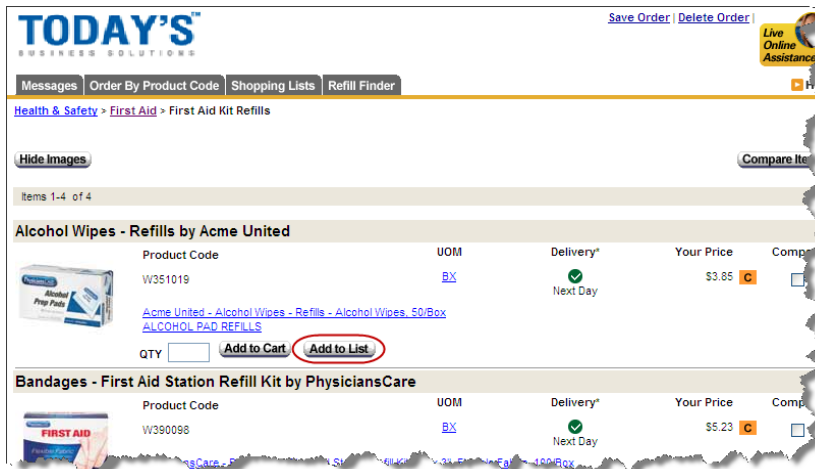 TODAY'S™
BUSINESS SOLUTIONS
Save Order | Delete Order |
Live
Online
Assistance
Messages Order By Product Code Shopping Lists Refill Finder
Health & Safety > First Aid > First Aid Kit Refills
Hide Images Compare Ite
Items 1-4 of 4
Alcohol Wipes - Refills by Acme United
Product Code UOM Delivery* Your Price Comp
W351019 BX $3.85 C
Next Day
PhysiciansCare
Alcohol
Prep Pads
Acme United - Alcohol Wipes - Refills - Alcohol Wipes, 50/Box
ALCOHOL PAD REFILLS
QTY Add to Cart Add to List
Bandages - First Aid Station Refill Kit by PhysiciansCare
Product Code UOM Delivery* Your Price Comp
W390098 BX $5.23 C
Next Day
FIRST AID
Flexible Fabric